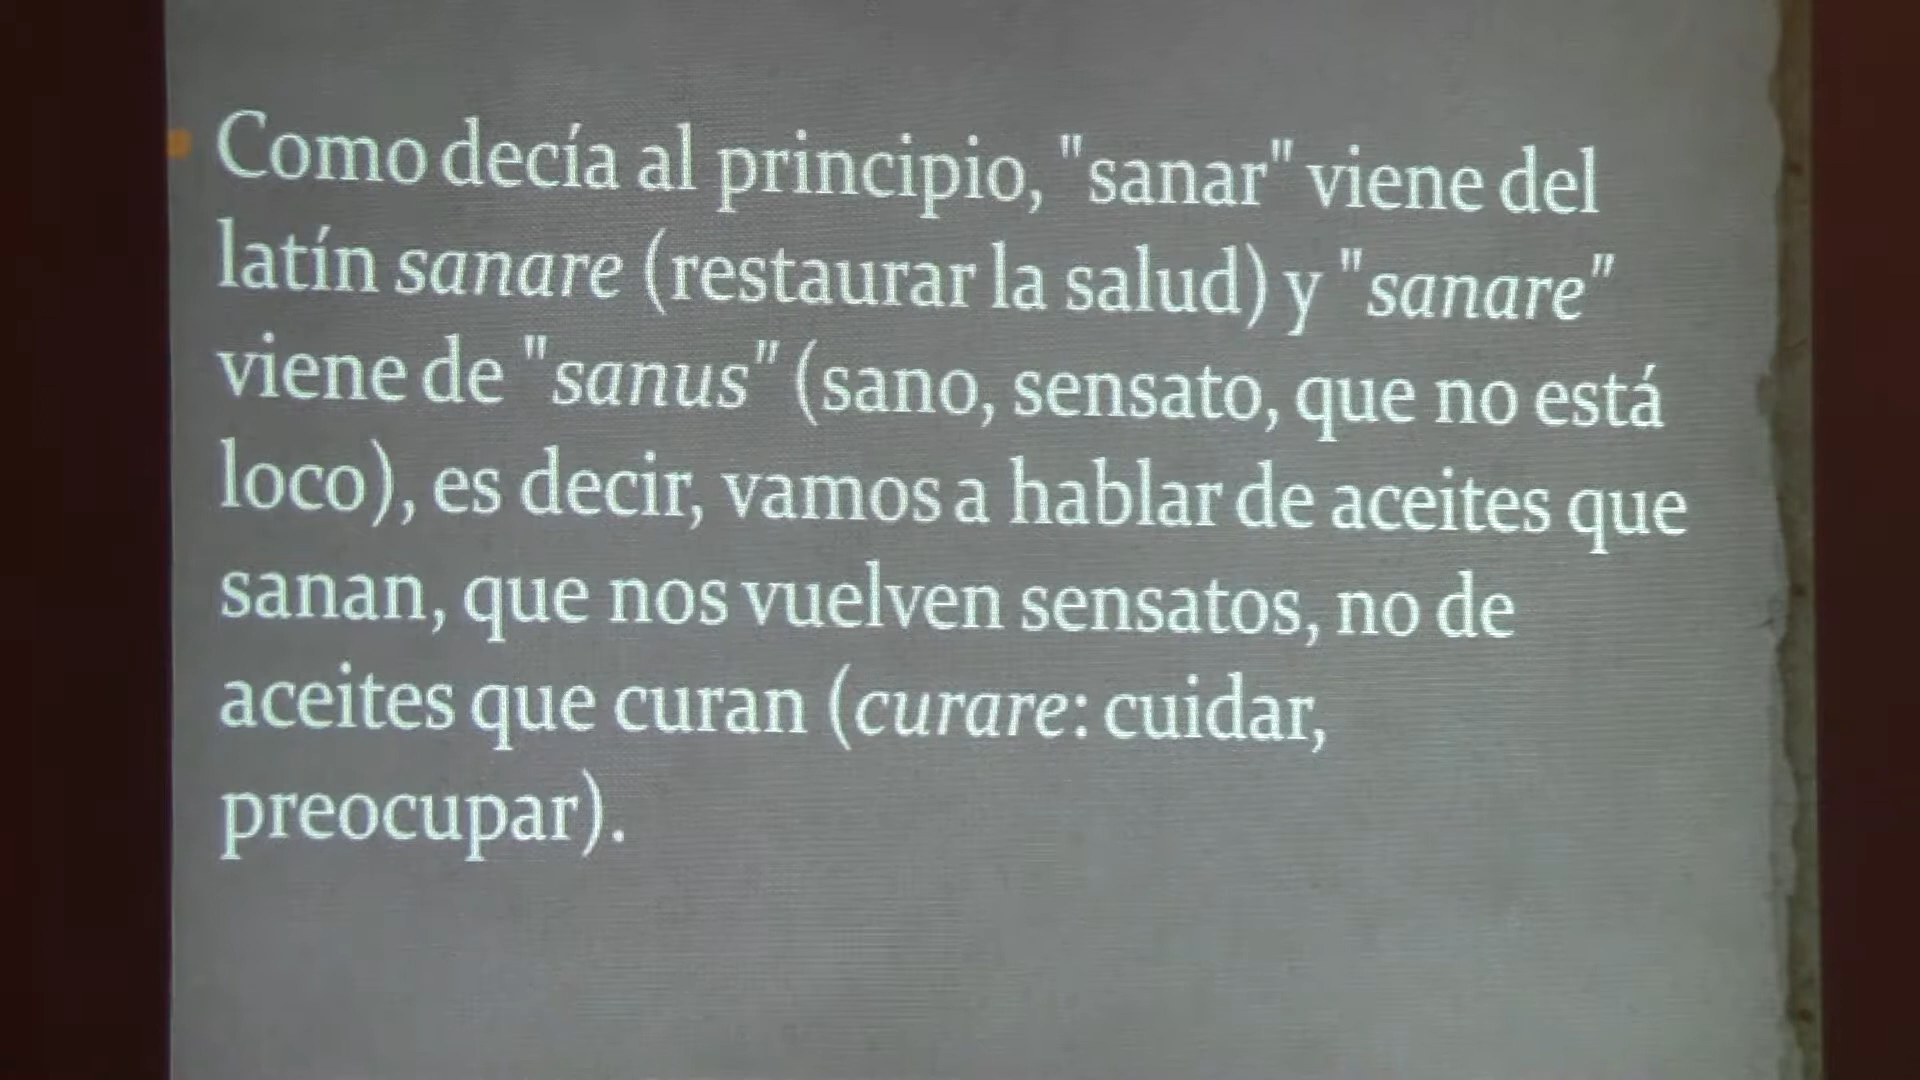 Como decía al principio, "sanar" viene del
latín sanare (restaurar la salud) y "sanare"
viene de "sanus" (sano, sensato, que no está
loco), es decir, vamos a hablar de aceites que
sanan, que nos vuelven sensatos, no de
aceites que curan (curare: cuidar,
preocupar).